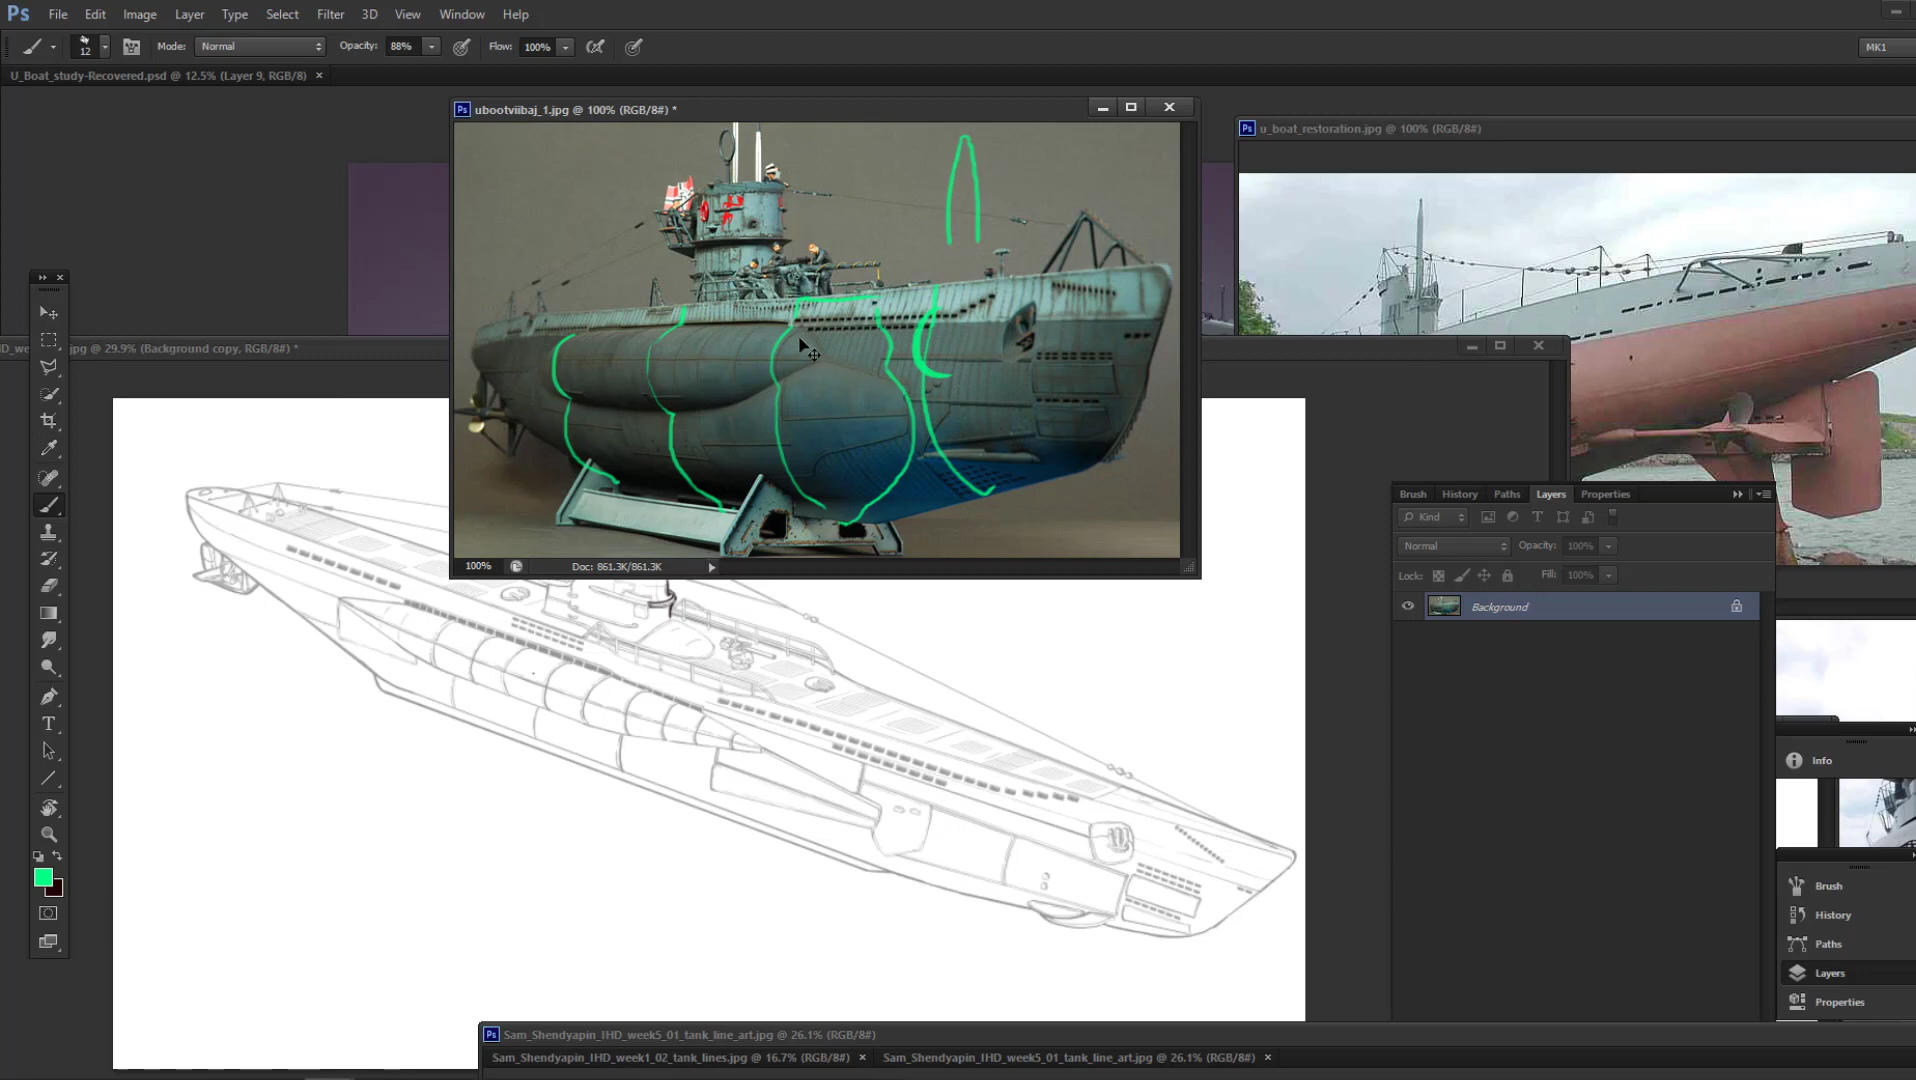 Ps File Edit Image Layer Type Select Filter 3D View Window Help
12 Mode: Normal Opacity: 88% Flow: 100% MK1
U_Boat_study-Recovered.psd @ 12.5% (Layer 9, RGB/8) ×
Ps ubootviibaj_1.jpg @ 100% (RGB/8#) *
Ps u_boat_restoration.jpg @ 100% (RGB/8#)
.jpg @ 29.9% (Background copy, RGB/8#) *
100% Doc: 861.3K/861.3K
Brush History Paths Layers Properties
Kind
Normal Opacity: 100%
Lock: Fill: 100%
Background
Info
Brush
History
Paths
Layers
Properties
Ps Sam_Shendyapin_IHD_week5_01_tank_line_art.jpg @ 26.1% (RGB/8#)
Sam_Shendyapin_IHD_week1_02_tank_lines.jpg @ 16.7% (RGB/8#) × Sam_Shendyapin_IHD_week5_01_tank_line_art.jpg @ 26.1% (RGB/8#) ×